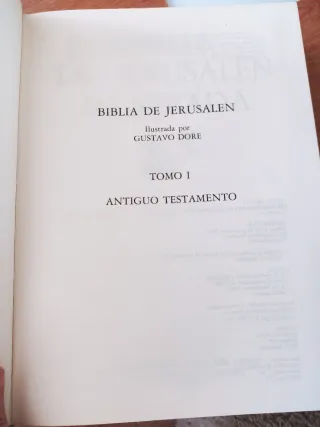 BIBLIA DE JERUSALEN
Ilustrada por
GUSTAVO DORE
TOMO I
ANTIGUO TESTAMENTO